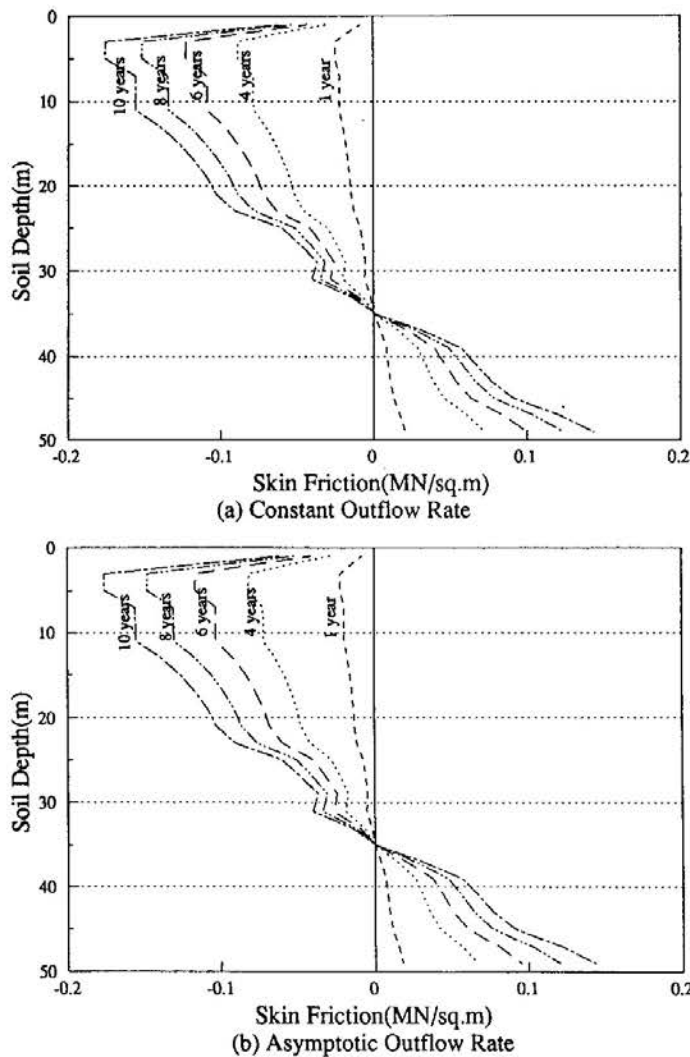 0
10
20
30
40
50
Soil Depth(m)
10 years
8 years
6 years
4 years
1 year
-0.2
-0.1
0
0.1
0.2
Skin Friction(MN/sq.m)
(a) Constant Outflow Rate
0
10
20
30
40
50
Soil Depth(m)
10 years
8 years
6 years
4 years
1 year
-0.2
-0.1
0
0.1
0.2
Skin Friction(MN/sq.m)
(b) Asymptotic Outflow Rate